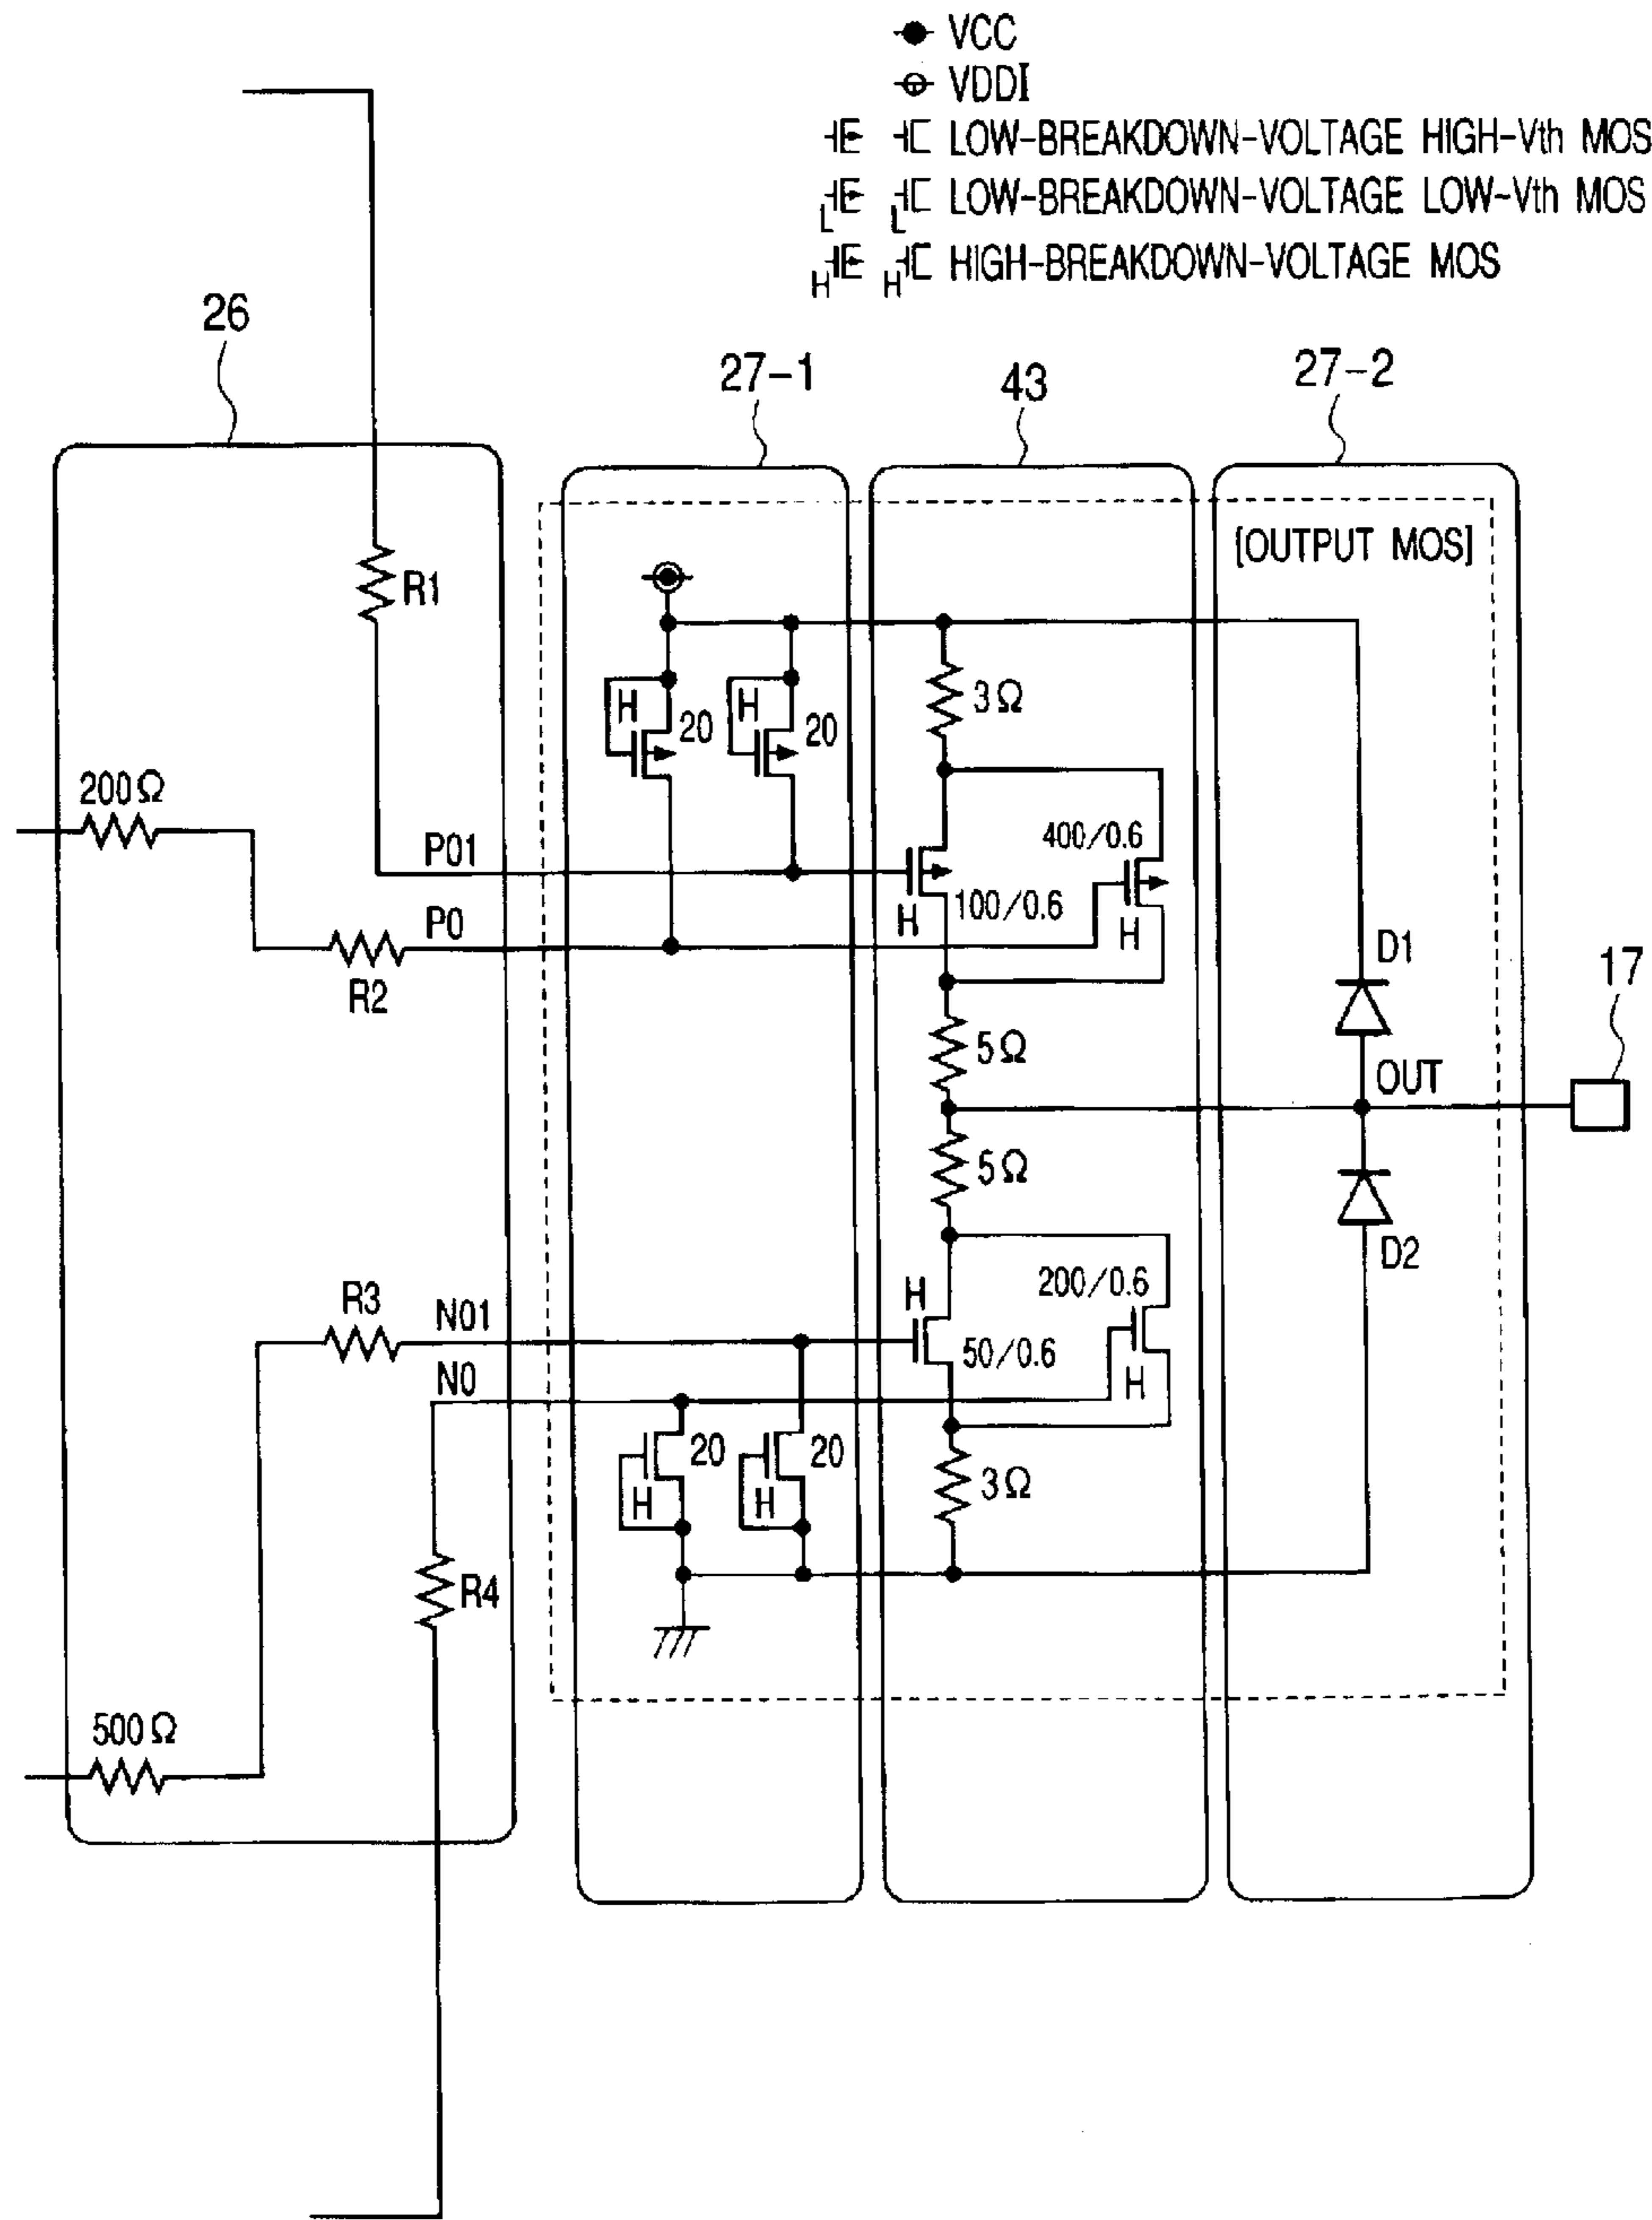 VCC
VDDI
LOW-BREAKDOWN-VOLTAGE HIGH-Vth MOS
L L LOW-BREAKDOWN-VOLTAGE LOW-Vth MOS
H H HIGH-BREAKDOWN-VOLTAGE MOS
26
27-1
43
27-2
[OUTPUT MOS]
R1
3Ω
H 20 H 20
200Ω
400/0.6
P01
H 100/0.6
H
P0
R2
D1
17
5Ω
OUT
5Ω
D2
R3
N01
H
200/0.6
50/0.6
N0
H
20 20
H H
3Ω
R4
500Ω